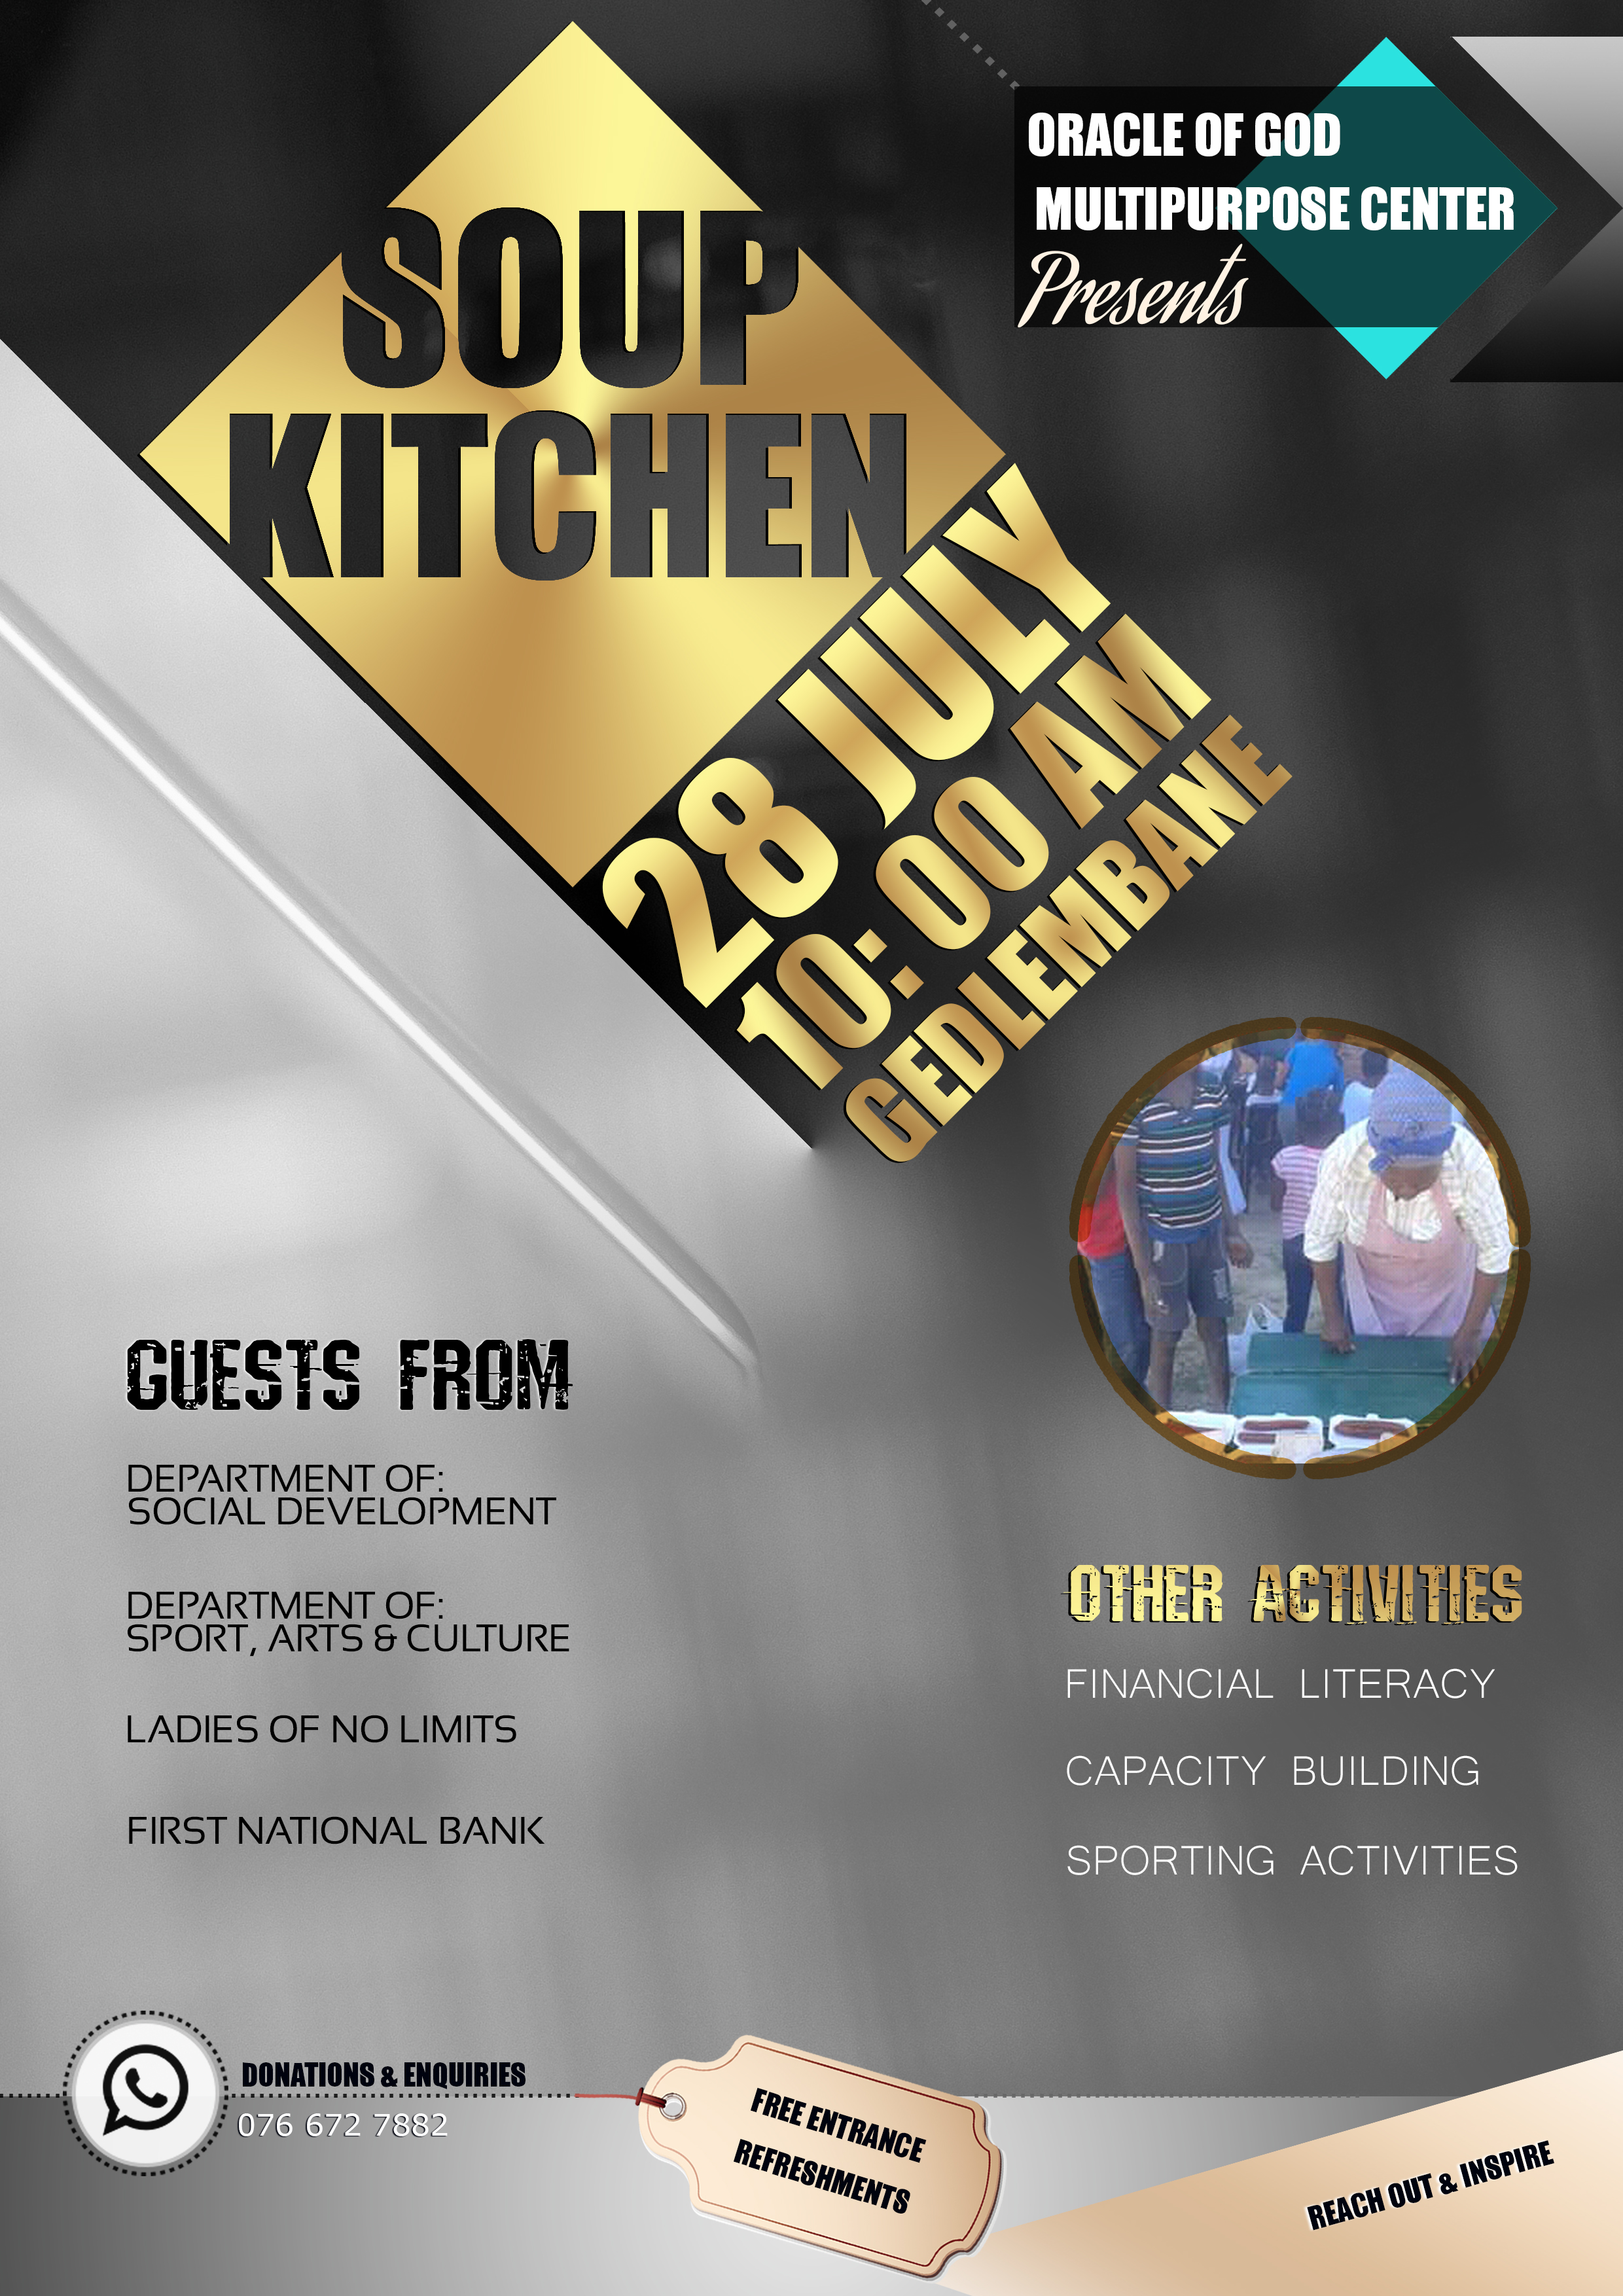 ORACLE OF GOD
MULTIPURPOSE CENTER
Presents
SOUP
KITCHEN
28 JULY
10: 00 AM
GEDLEMBANE
GUESTS FROM
DEPARTMENT OF:
SOCIAL DEVELOPMENT
DEPARTMENT OF:
SPORT, ARTS & CULTURE
LADIES OF NO LIMITS
FIRST NATIONAL BANK
OTHER ACTIVITIES
FINANCIAL LITERACY
CAPACITY BUILDING
SPORTING ACTIVITIES
DONATIONS & ENQUIRIES
076 672 7882
FREE ENTRANCE
REFRESHMENTS
REACH OUT & INSPIRE